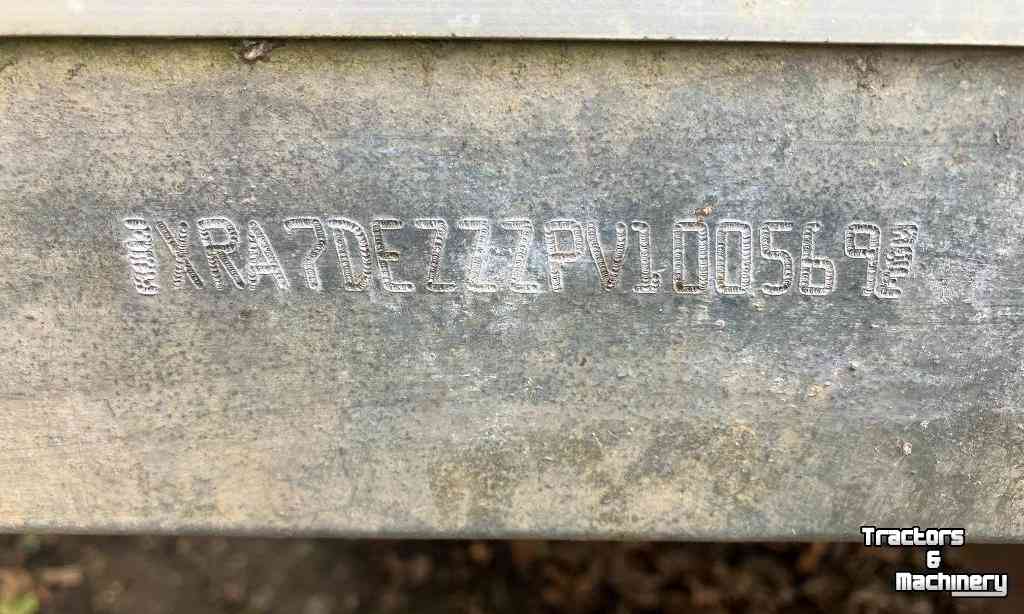 XRA7DEZZZPV100569
Tractors
&
Machinery